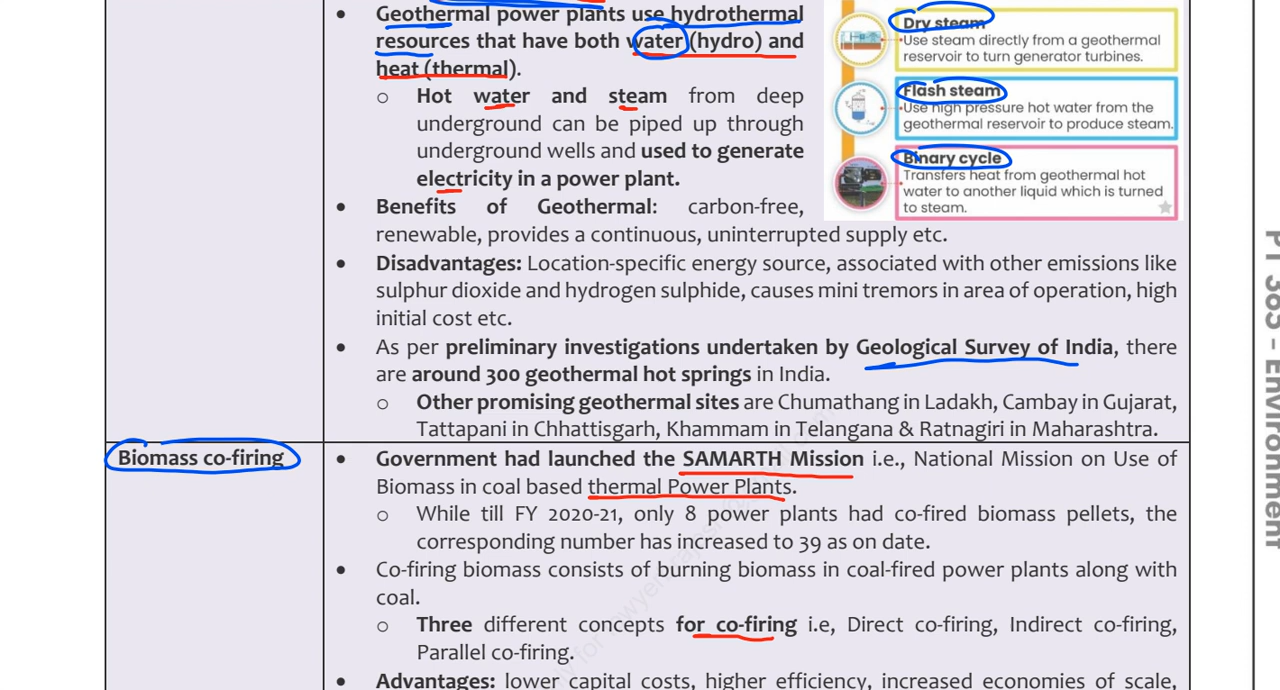 • Geothermal power plants use hydrothermal
resources that have both water (hydro) and
heat (thermal).
o Hot water and steam from deep
underground can be piped up through
underground wells and used to generate
electricity in a power plant.
Dry steam
•Use steam directly from a geothermal
reservoir to turn generator turbines.
Flash steam
•Use high pressure hot water from the
geothermal reservoir to produce steam.
Binary cycle
Transfers heat from geothermal hot
water to another liquid which is turned
to steam.
• Benefits of Geothermal: carbon-free,
renewable, provides a continuous, uninterrupted supply etc.
• Disadvantages: Location-specific energy source, associated with other emissions like
sulphur dioxide and hydrogen sulphide, causes mini tremors in area of operation, high
initial cost etc.
• As per preliminary investigations undertaken by Geological Survey of India, there
are around 300 geothermal hot springs in India.
o Other promising geothermal sites are Chumathang in Ladakh, Cambay in Gujarat,
Tattapani in Chhattisgarh, Khammam in Telangana & Ratnagiri in Maharashtra.
Biomass co-firing
• Government had launched the SAMARTH Mission i.e., National Mission on Use of
Biomass in coal based thermal Power Plants.
o While till FY 2020-21, only 8 power plants had co-fired biomass pellets, the
corresponding number has increased to 39 as on date.
• Co-firing biomass consists of burning biomass in coal-fired power plants along with
coal.
o Three different concepts for co-firing i.e, Direct co-firing, Indirect co-firing,
Parallel co-firing.
• Advantages: lower capital costs, higher efficiency, increased economies of scale,
PT 365 – Environment